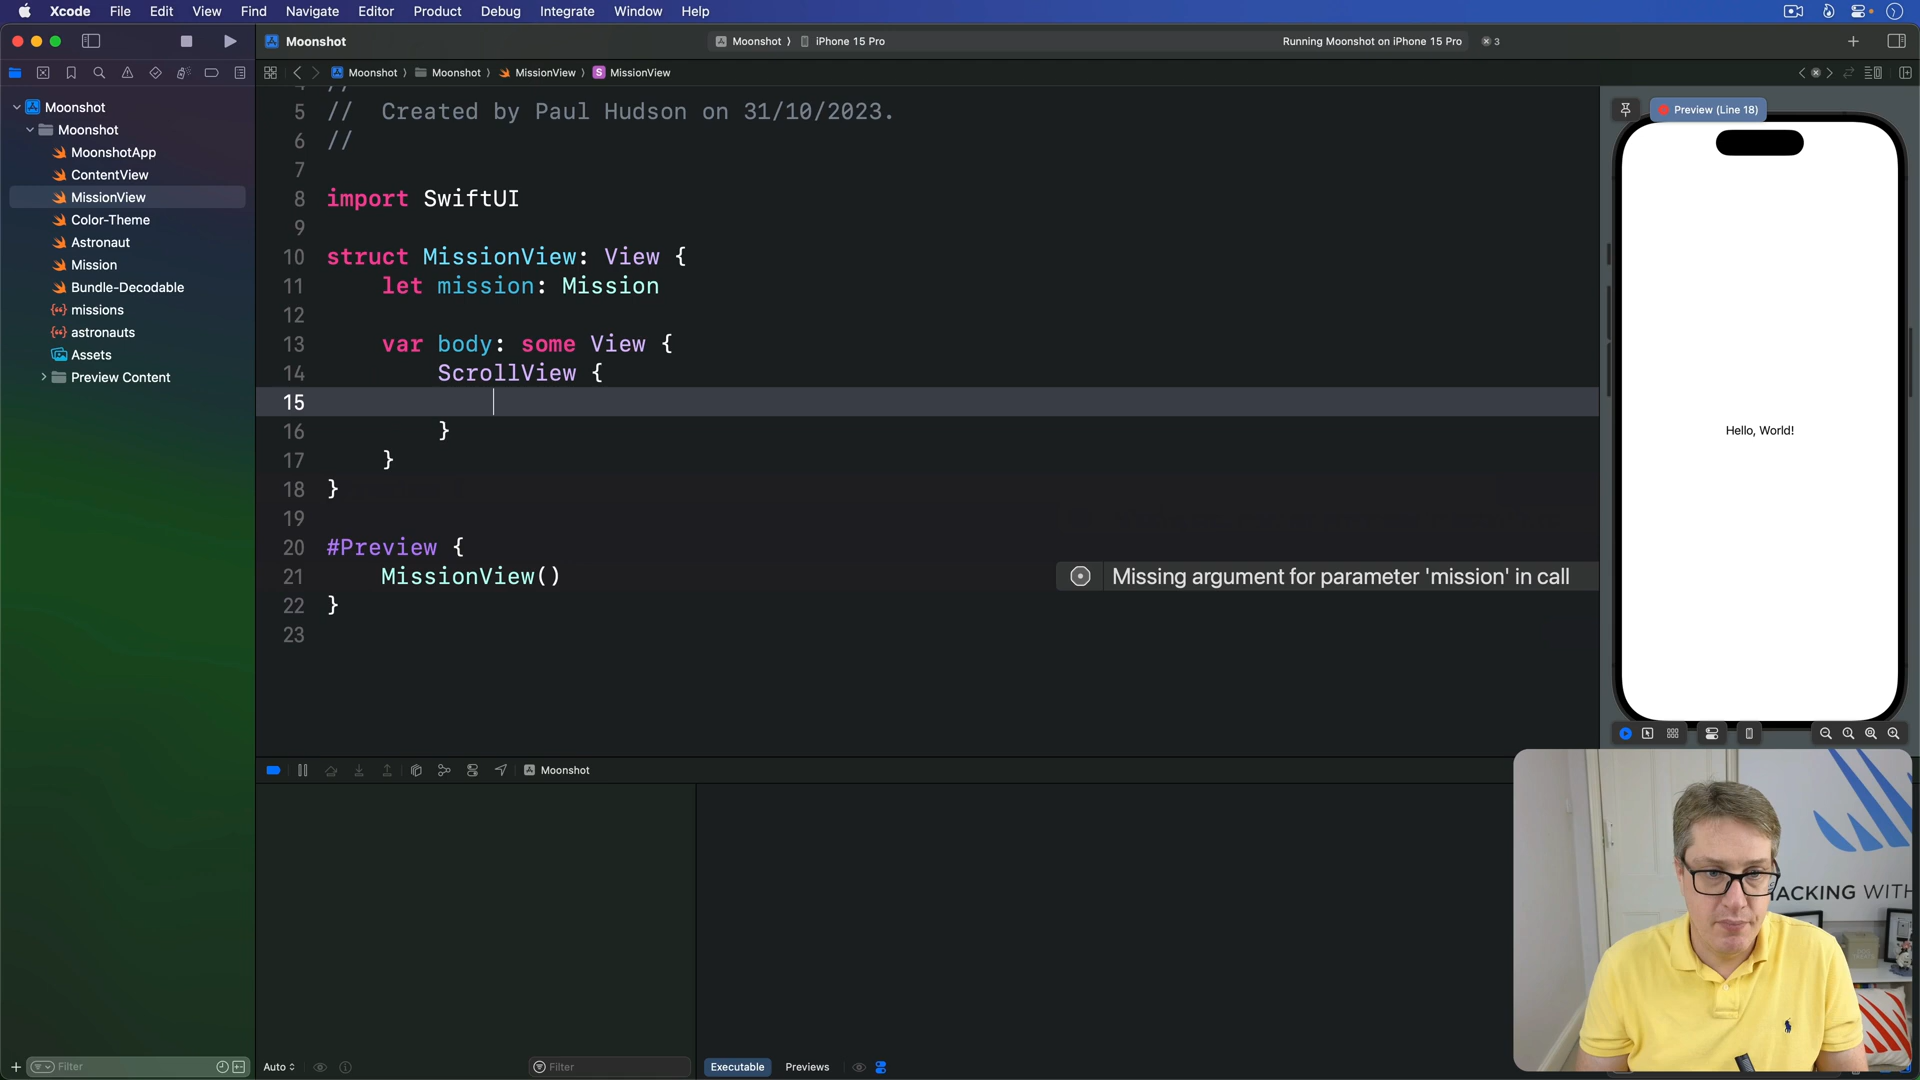 Xcode File Edit View Find Navigate Editor Product Debug Integrate Window Help
Moonshot
Moonshot 〉 iPhone 15 Pro
Running Moonshot on iPhone 15 Pro
3
Moonshot 〉 Moonshot 〉 MissionView 〉 S MissionView
Moonshot
Moonshot
MoonshotApp
ContentView
MissionView
Color-Theme
Astronaut
Mission
Bundle-Decodable
missions
astronauts
Assets
Preview Content
5 //  Created by Paul Hudson on 31/10/2023.
6 //
7
8 import SwiftUI
9
10 struct MissionView: View {
11 let mission: Mission
12
13 var body: some View {
14 ScrollView {
15
16 }
17 }
18 }
19
20 #Preview {
21 MissionView()
Missing argument for parameter 'mission' in call
22 }
23
Preview (Line 18)
Hello, World!
Moonshot
HACKING WITH
Filter
Auto
Filter
Executable
Previews